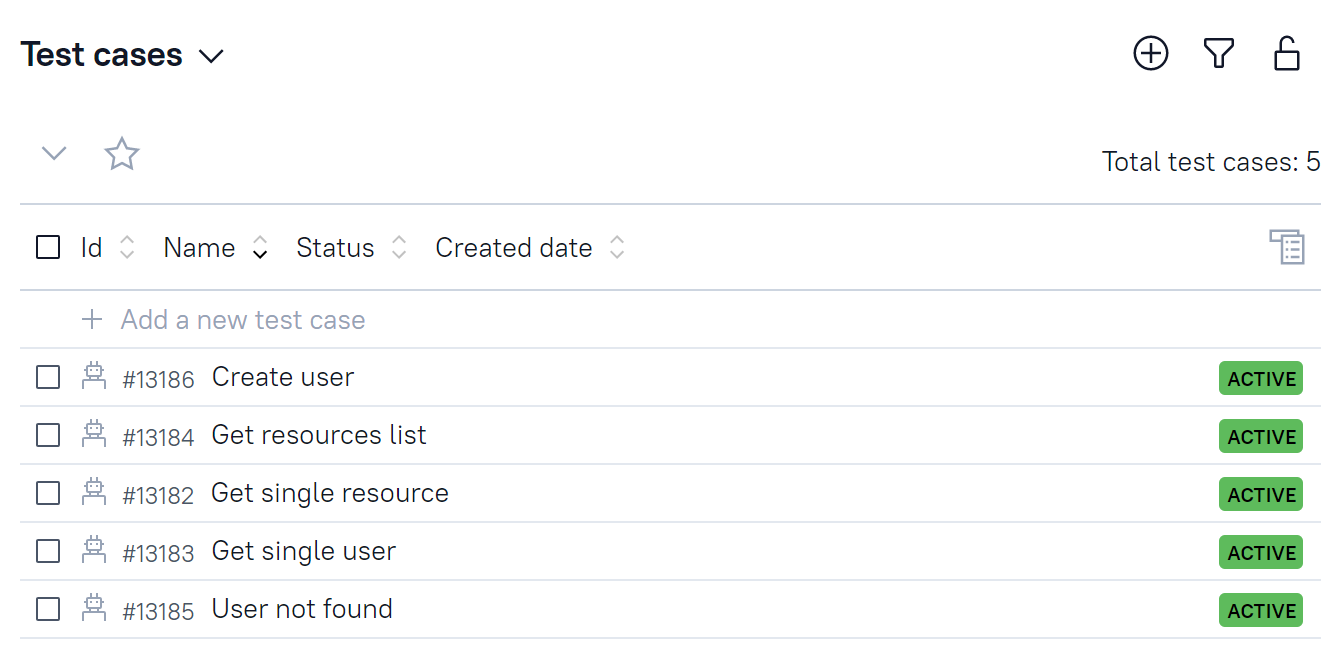 Test cases
Total test cases: 5
Id Name Status Created date
Add a new test case
#13186 Create user ACTIVE
#13184 Get resources list ACTIVE
#13182 Get single resource ACTIVE
#13183 Get single user ACTIVE
#13185 User not found ACTIVE